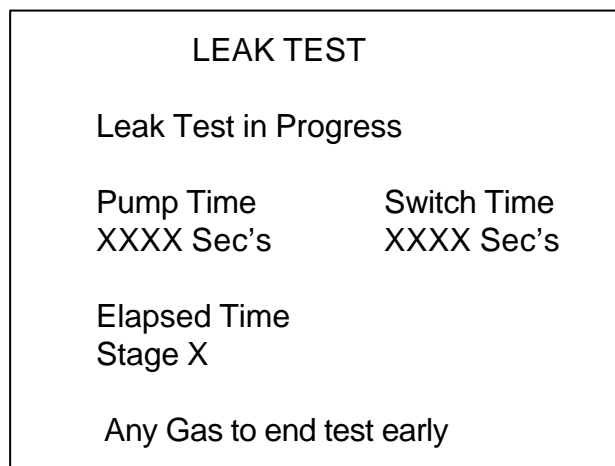 LEAK TEST
Leak Test in Progress
Pump Time Switch Time
XXXX Sec's XXXX Sec's
Elapsed Time
Stage X
Any Gas to end test early